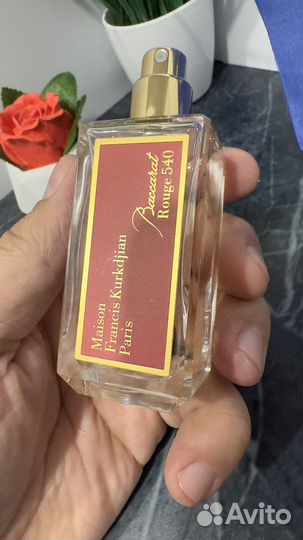 Baccarat
Rouge 540
Maison
Francis Kurkdjian
Paris
Avito